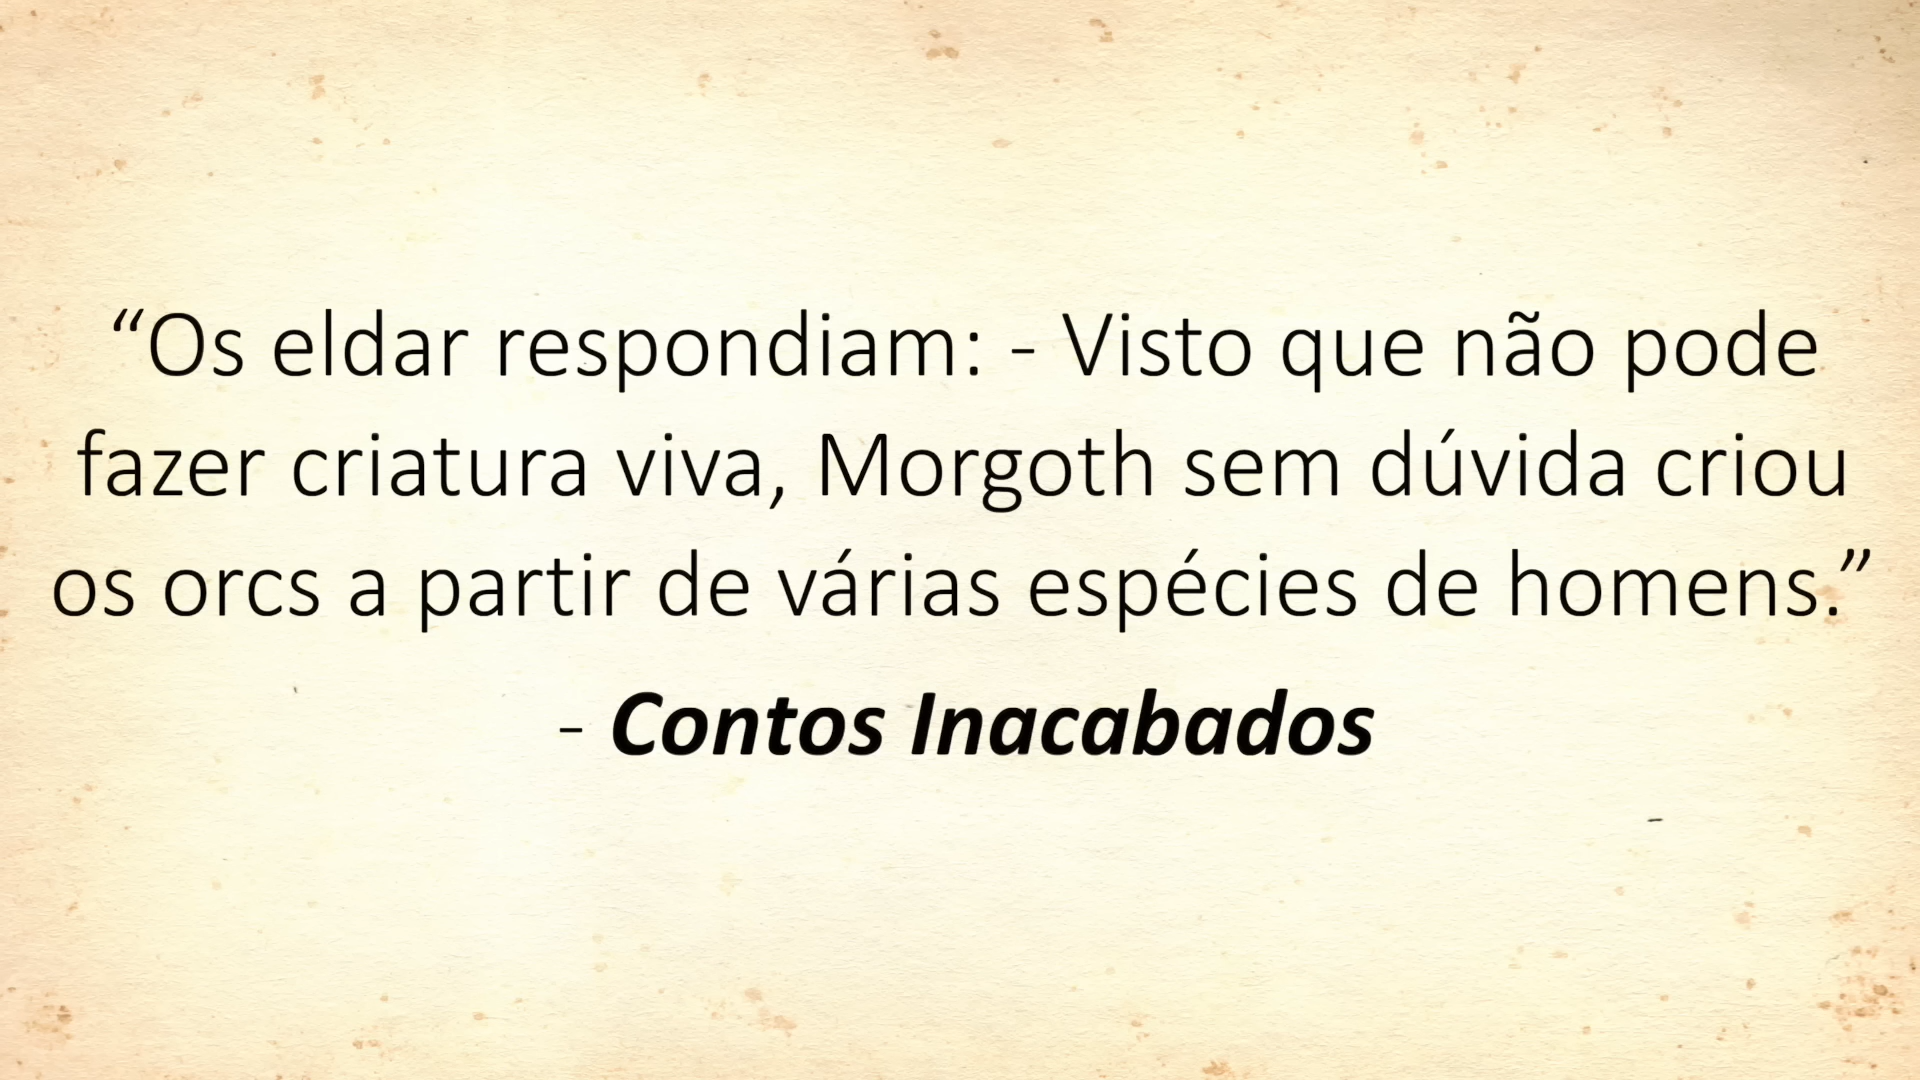 “Os eldar respondiam: - Visto que não pode
fazer criatura viva, Morgoth sem dúvida criou
os orcs a partir de várias espécies de homens.”
- Contos Inacabados